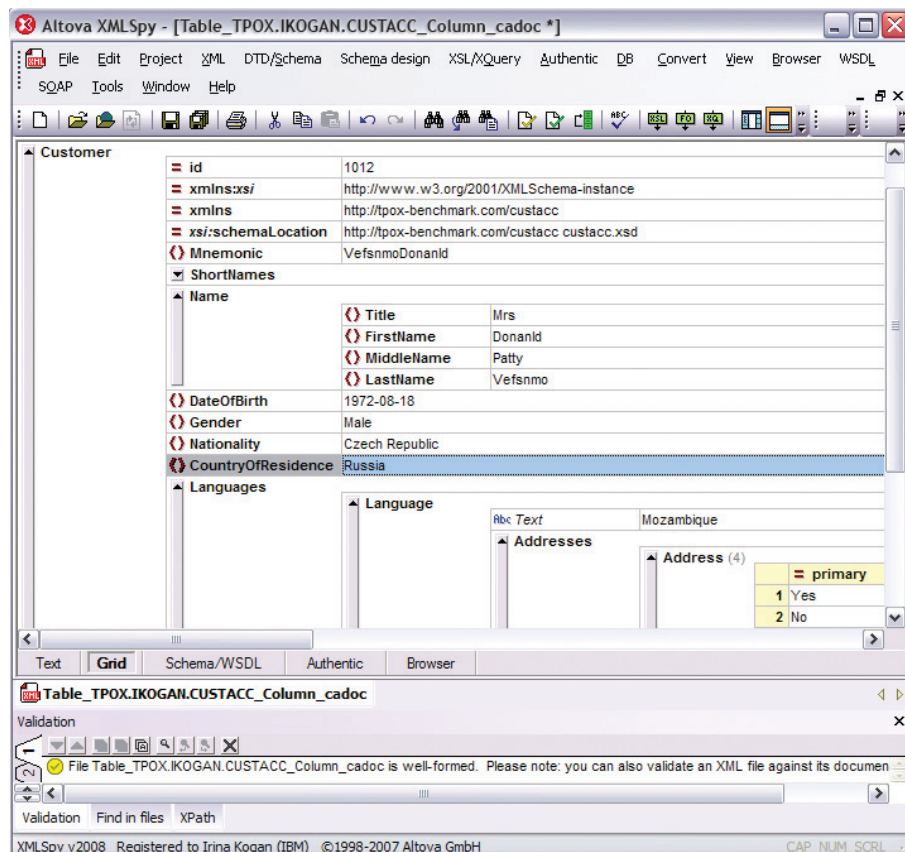 Altova XMLSpy - [Table_TPOX.IKOGAN.CUSTACC_Column_cadoc *]
File Edit Project XML DTD/Schema Schema design XSL/XQuery Authentic DB Convert View Browser WSDL
SOAP Tools Window Help
Customer
= id 1012
= xmlns:xsi http://www.w3.org/2001/XMLSchema-instance
= xmlns http://tpox-benchmark.com/custacc
= xsi:schemaLocation http://tpox-benchmark.com/custacc custacc.xsd
() Mnemonic VefsnmoDonanld
ShortNames
Name
() Title Mrs
() FirstName Donanld
() MiddleName Patty
() LastName Vefsnmo
() DateOfBirth 1972-08-18
() Gender Male
() Nationality Czech Republic
() CountryOfResidence Russia
Languages
Language
Abc Text Mozambique
Addresses
Address (4)
= primary
1 Yes
2 No
Text Grid Schema/WSDL Authentic Browser
Table_TPOX.IKOGAN.CUSTACC_Column_cadoc
Validation
File Table_TPOX.IKOGAN.CUSTACC_Column_cadoc is well-formed. Please note: you can also validate an XML file against its documen
Validation Find in files XPath
XMLSpy v2008 Registered to Irina Kogan (IBM) ©1998-2007 Altova GmbH CAP NUM SCRL